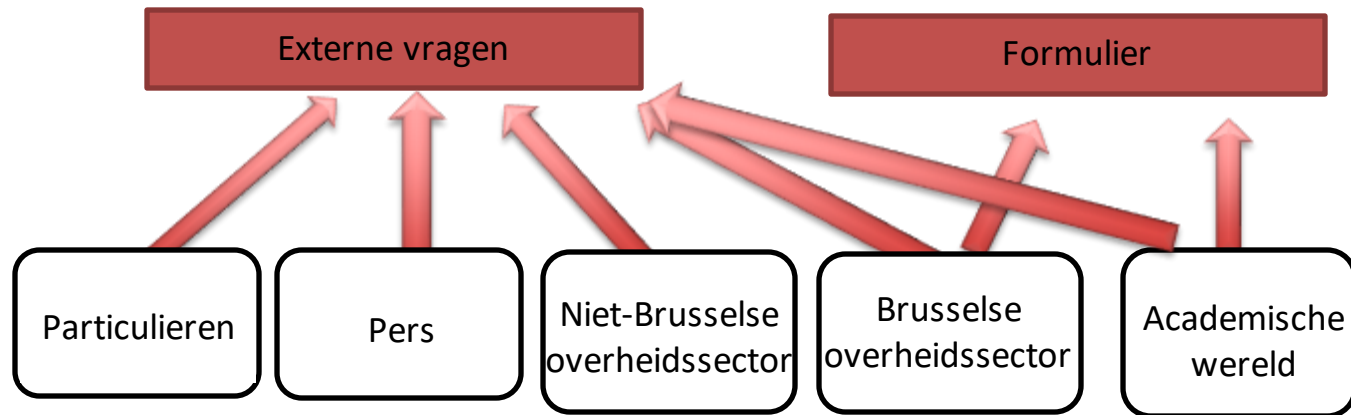 Externe vragen
Formulier
Particulieren
Pers
Niet-Brusselse
overheidssector
Brusselse
overheidssector
Academische
wereld